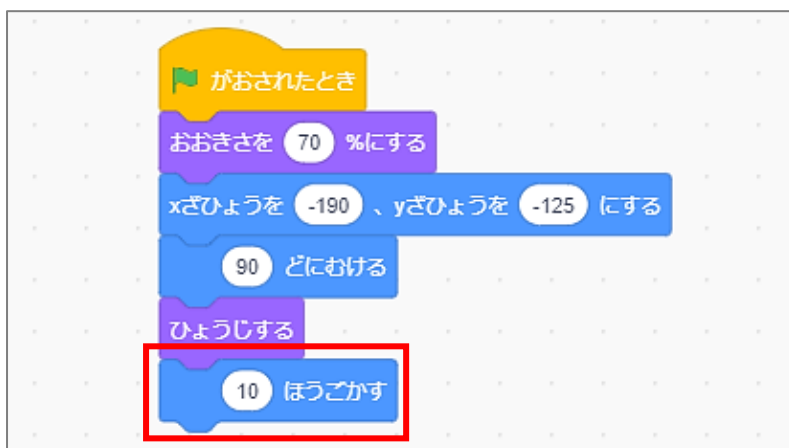 がおされたとき
おおきさを 70 %にする
xざひょうを -190 、yざひょうを -125 にする
90 どにむける
ひょうじする
10 ほうごかす